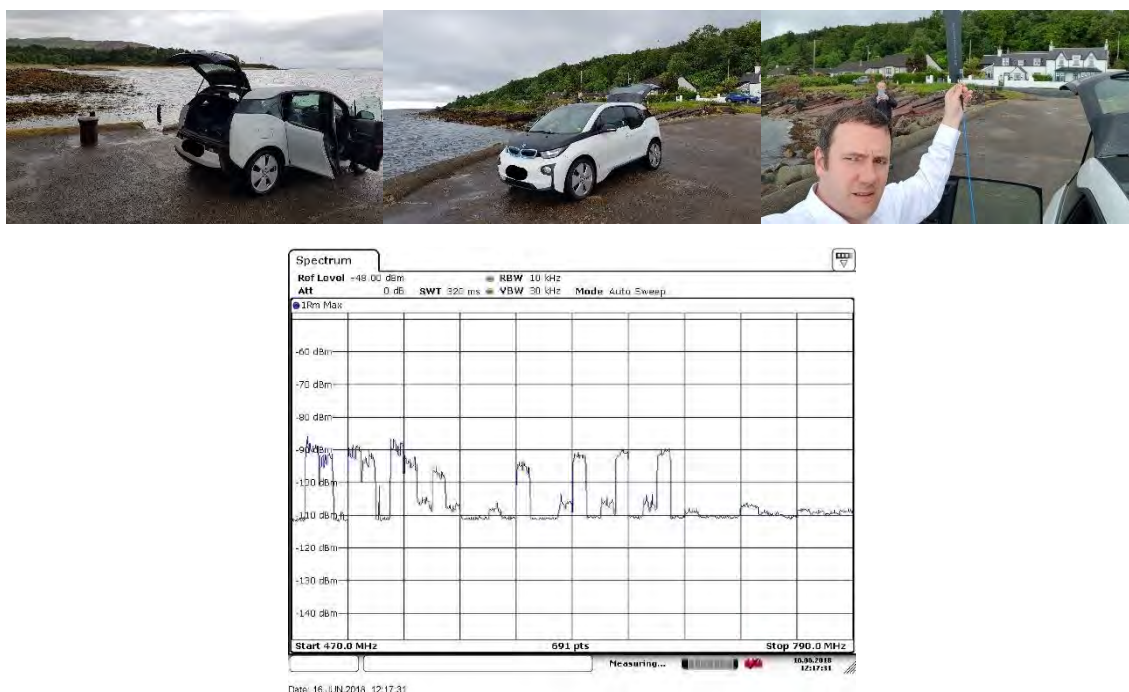 Spectrum
Ref Level -48.00 dBm RBW 10 kHz
Att 0 dB SWT 320 ms VBW 30 kHz Mode Auto Sweep
1Rm Max
-60 dBm
-70 dBm
-80 dBm
-90 dBm
-100 dBm
-110 dBm
-120 dBm
-130 dBm
-140 dBm
Start 470.0 MHz 691 pts Stop 790.0 MHz
Measuring... 16.06.2018
12:17:31
Date: 16.JUN.2018 12:17:31